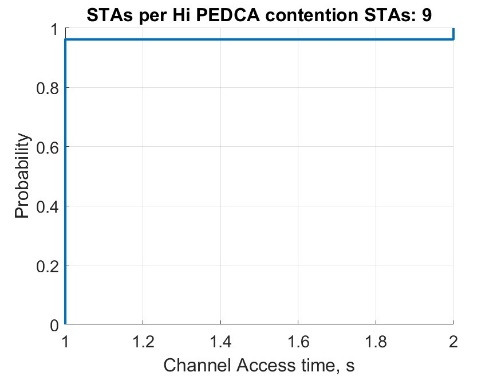 STAs per Hi PEDCA contention STAs: 9
1
0.8
0.6
0.4
0.2
0
Probability
1 1.2 1.4 1.6 1.8 2
Channel Access time, s